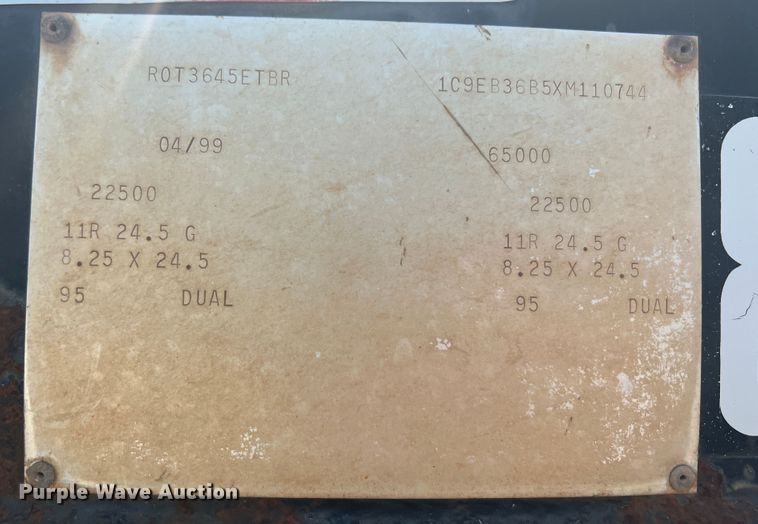 ROT3645ETBR 1C9EB36B5XM110744
04/99 65000
22500 22500
11R 24.5 G 11R 24.5 G
8.25 X 24.5 8.25 X 24.5
95 DUAL 95 DUAL
Purple Wave Auction